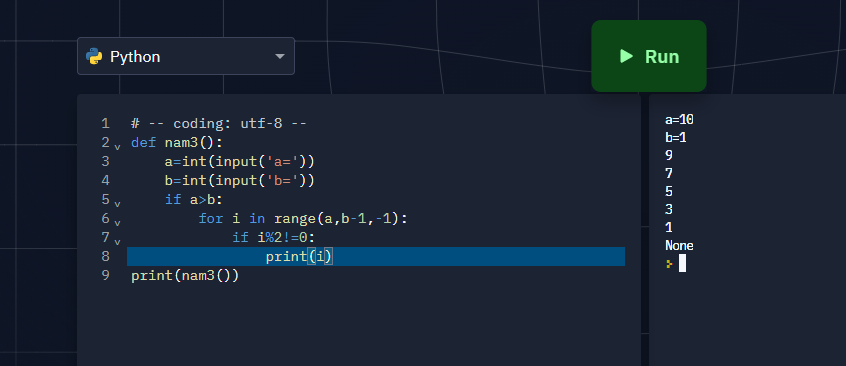 Python
Run
1 # -- coding: utf-8 --
2 def nam3():
3     a=int(input('a='))
4     b=int(input('b='))
5     if a>b:
6         for i in range(a,b-1,-1):
7             if i%2!=0:
8                 print(i)
9 print(nam3())
a=10
b=1
9
7
5
3
1
None
>